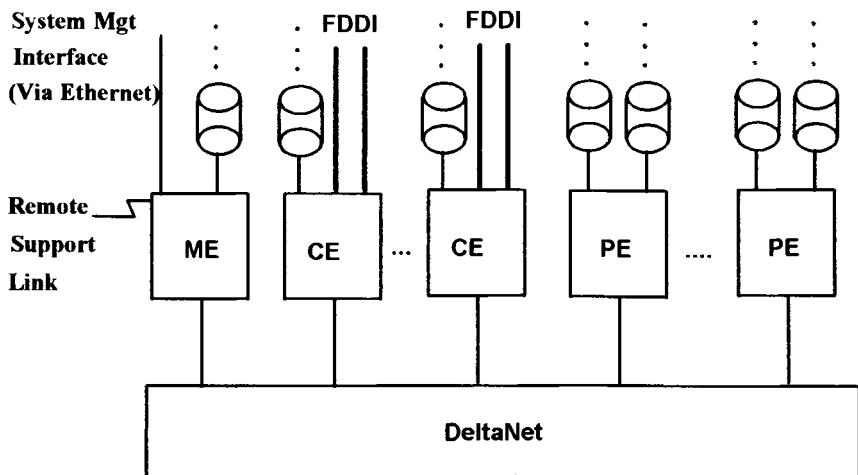 System Mgt
Interface
(Via Ethernet)
FDDI
FDDI
Remote
Support
Link
ME
CE
...
CE
PE
....
PE
DeltaNet